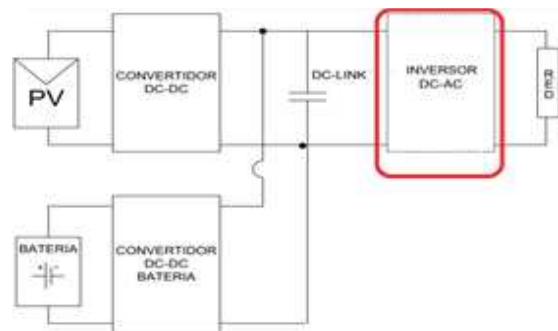 PV
CONVERTIDOR
DC-DC
DC-LINK
INVERSOR
DC-AC
RED
BATERIA
+ -
CONVERTIDOR
DC-DC
BATERIA